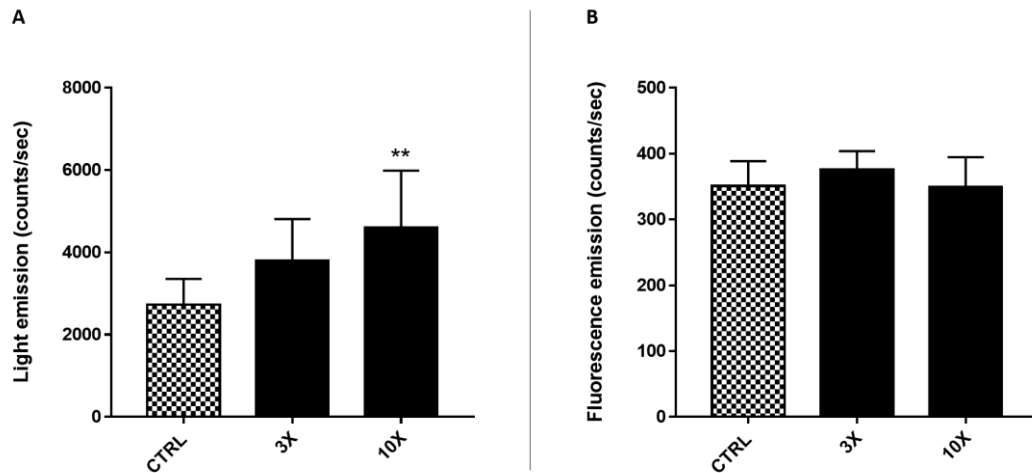 A
Light emission (counts/sec)
8000
6000
4000
2000
0
**
CTRL
3X
10X
B
Fluorescence emission (counts/sec)
500
400
300
200
100
0
CTRL
3X
10X